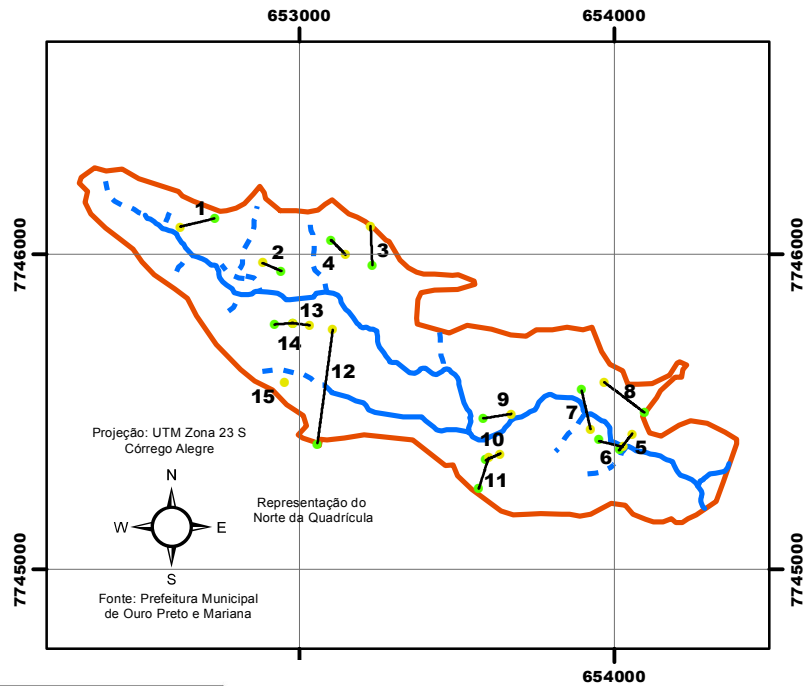 653000
654000
1
2
3
4
7746000
7746000
13
14
12
15
8
9
7
10
5
6
11
Projeção: UTM Zona 23 S
Córrego Alegre
N
W
E
S
Representação do
Norte da Quadrícula
7745000
7745000
Fonte: Prefeitura Municipal
de Ouro Preto e Mariana
654000